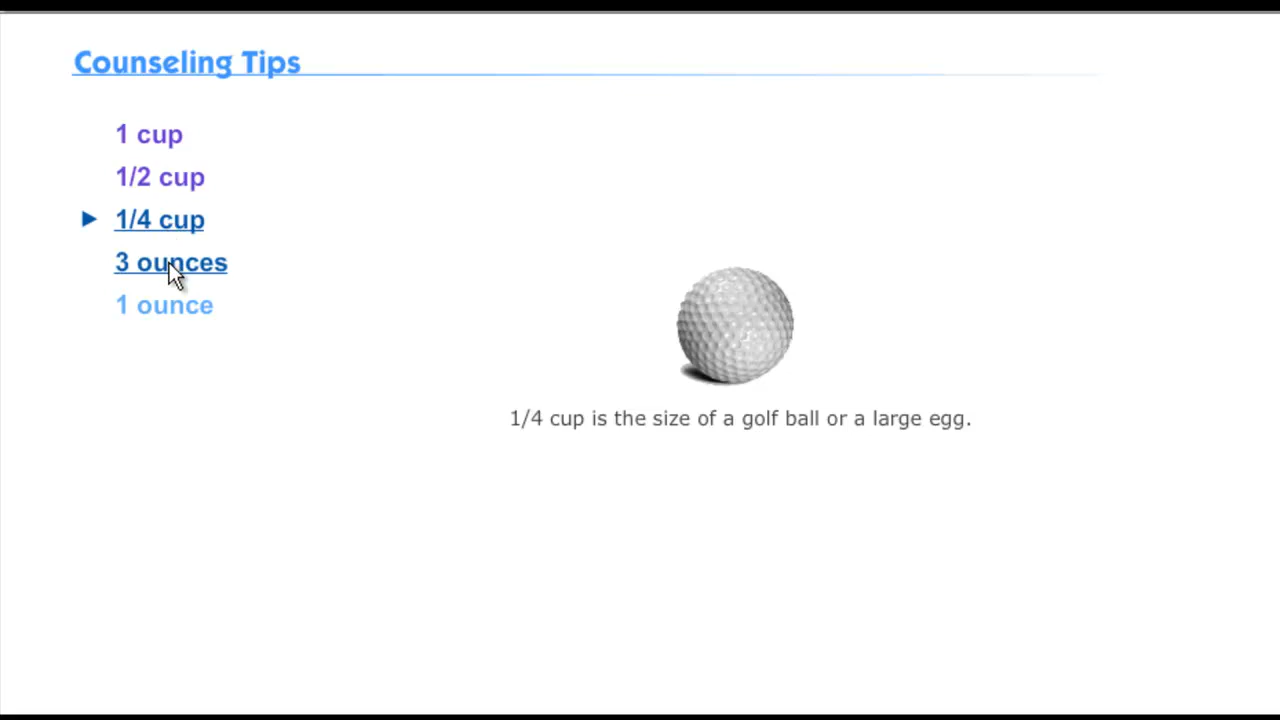 Counseling Tips
1 cup
1/2 cup
1/4 cup
3 ounces
1 ounce
1/4 cup is the size of a golf ball or a large egg.